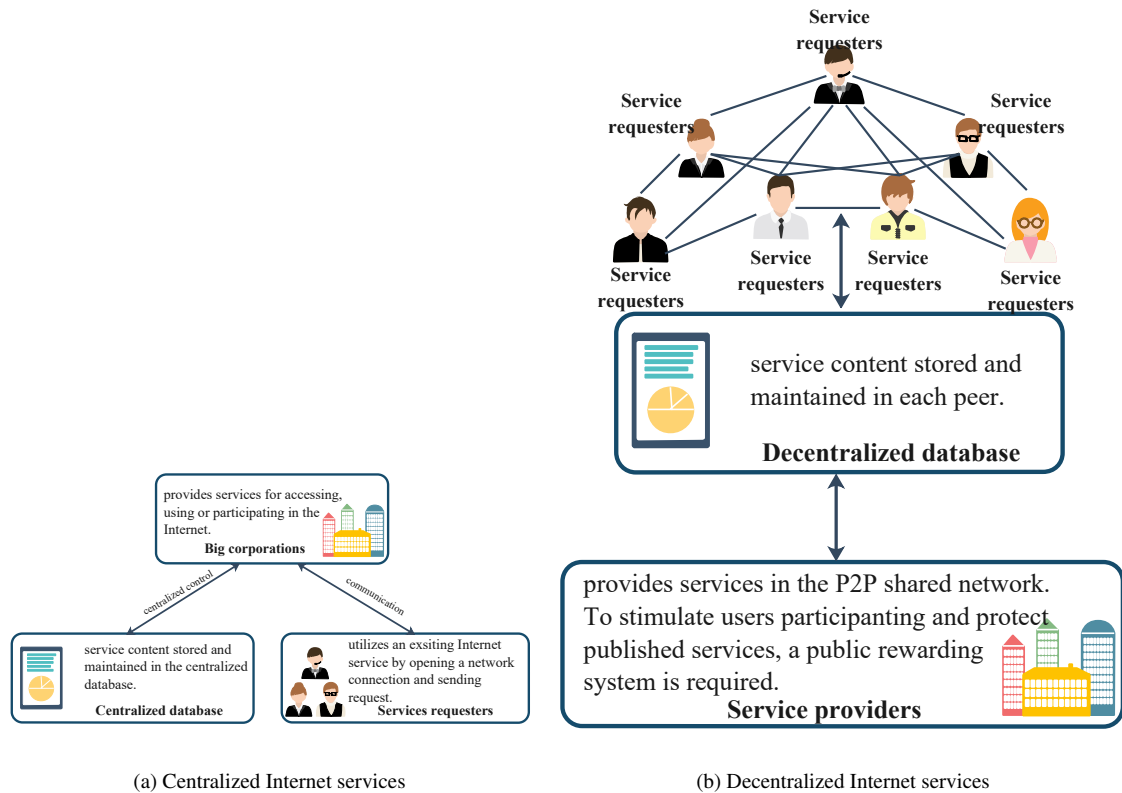 provides services for accessing,
using or participating in the
Internet.
Big corporations
centralized control
communication
service content stored and
maintained in the centralized
database.
Centralized database
utilizes an exsiting Internet
service by opening a network
connection and sending
request.
Services requesters
(a) Centralized Internet services
Service
requesters
Service
requesters
Service
requesters
Service
requesters
Service
requesters
Service
requesters
Service
requesters
service content stored and
maintained in each peer.
Decentralized database
provides services in the P2P shared network.
To stimulate users participanting and protect
published services, a public rewarding
system is required.
Service providers
(b) Decentralized Internet services